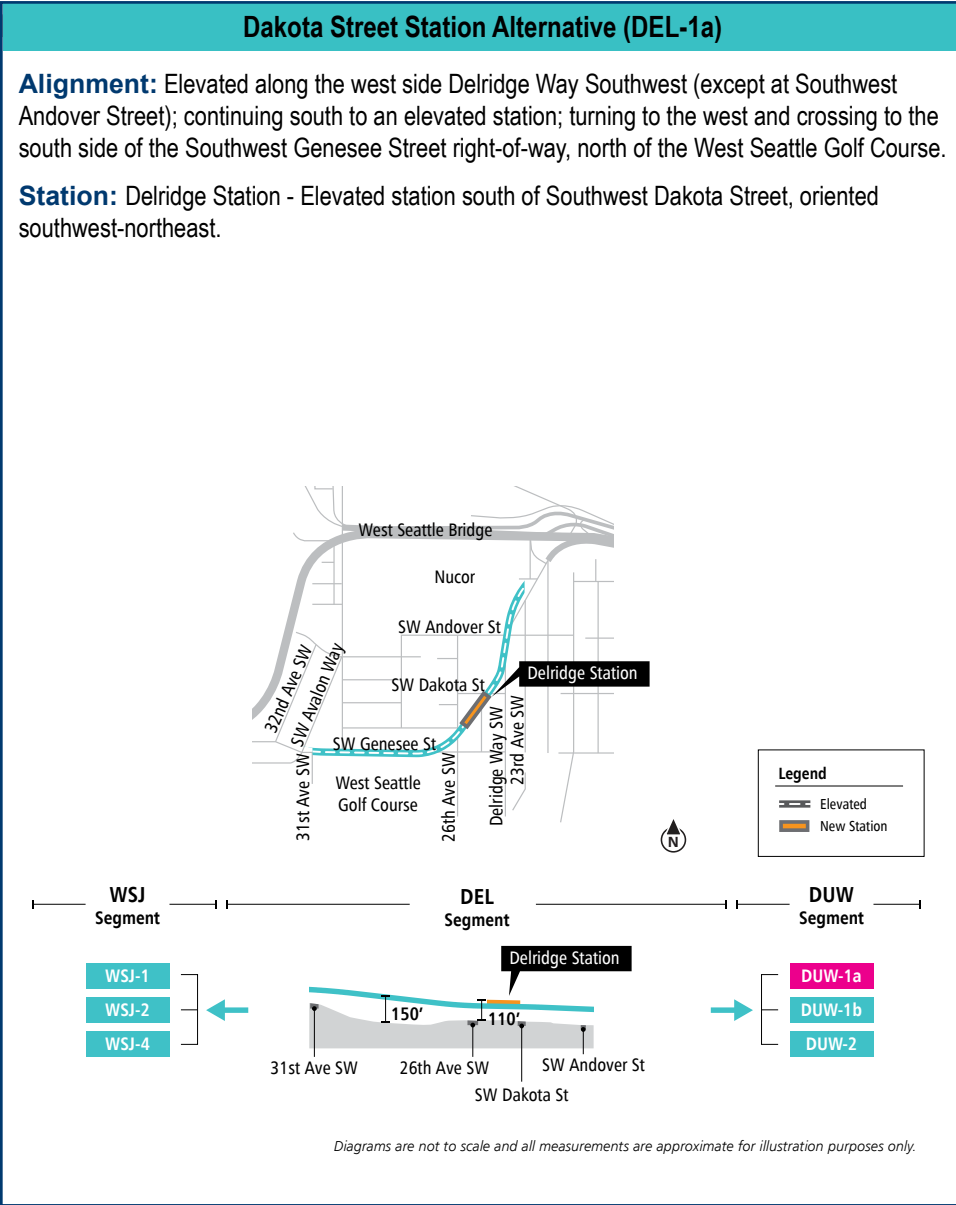 Dakota Street Station Alternative (DEL-1a)
Alignment: Elevated along the west side Delridge Way Southwest (except at Southwest
Andover Street); continuing south to an elevated station; turning to the west and crossing to the
south side of the Southwest Genesee Street right-of-way, north of the West Seattle Golf Course.
Station: Delridge Station - Elevated station south of Southwest Dakota Street, oriented
southwest-northeast.
West Seattle Bridge
Nucor
SW Andover St
32nd Ave SW
SW Avalon Way
SW Dakota St
Delridge Station
SW Genesee St
31st Ave SW
West Seattle
Golf Course
26th Ave SW
Delridge Way SW
23rd Ave SW
N
Legend
Elevated
New Station
WSJ
Segment
DEL
Segment
DUW
Segment
WSJ-1
WSJ-2
WSJ-4
Delridge Station
150’
110’
31st Ave SW
26th Ave SW
SW Andover St
SW Dakota St
DUW-1a
DUW-1b
DUW-2
Diagrams are not to scale and all measurements are approximate for illustration purposes only.